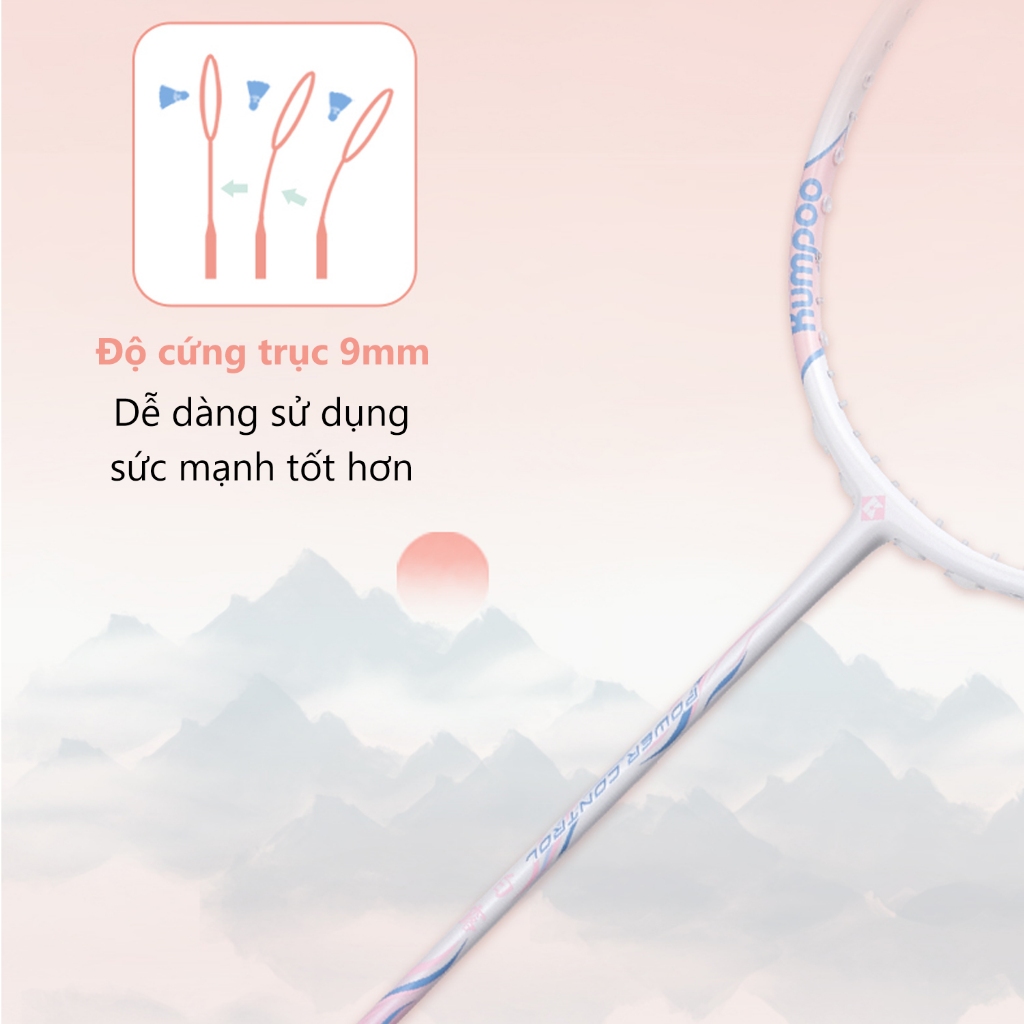 Độ cứng trục 9mm
Dễ dàng sử dụng
sức mạnh tốt hơn
KUMPOO
POWER CONTROL